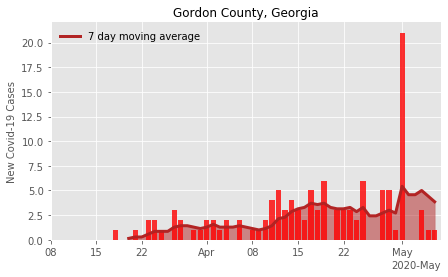 Gordon County, Georgia
7 day moving average
New Covid-19 Cases
20.0
17.5
15.0
12.5
10.0
7.5
5.0
2.5
0.0
08 15 22 Apr 08 15 22 May
2020-May